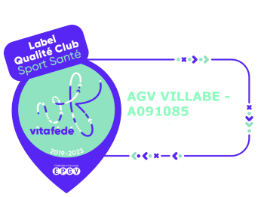 Label
Qualité Club
Sport Santé
vitafede
2019-2023
EPGV
AGV VILLABE -
A091085